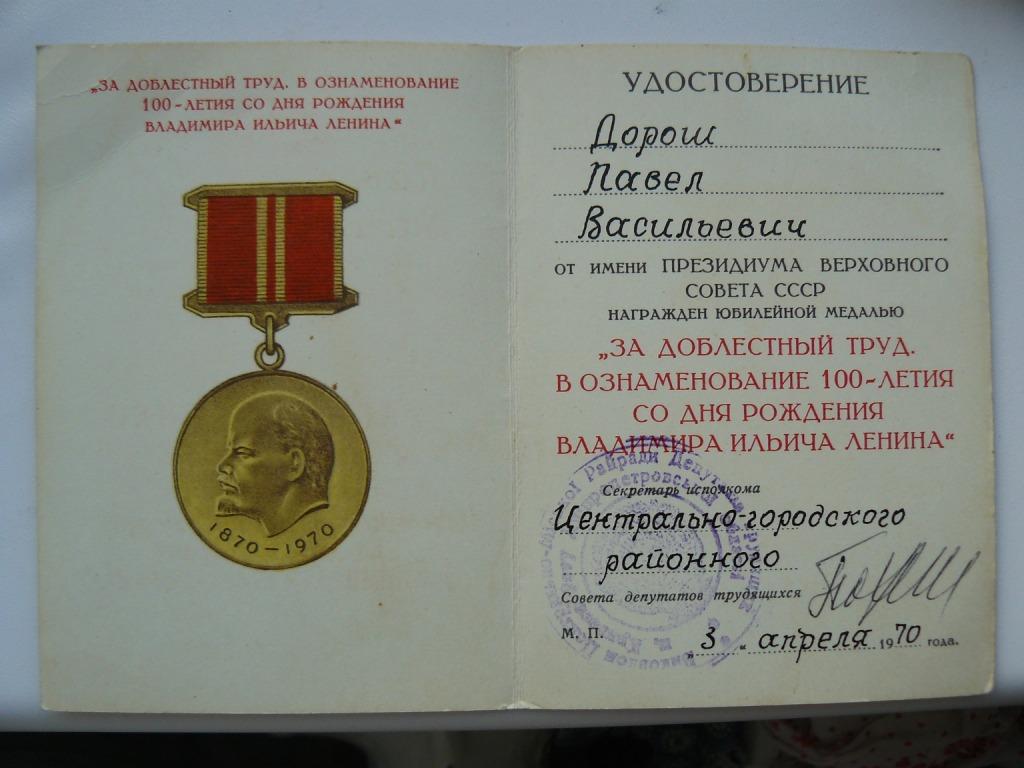 „ЗА ДОБЛЕСТНЫЙ ТРУД. В ОЗНАМЕНОВАНИЕ
100-ЛЕТИЯ СО ДНЯ РОЖДЕНИЯ
ВЛАДИМИРА ИЛЬИЧА ЛЕНИНА“
1870-1970
УДОСТОВЕРЕНИЕ
Дорош
Павел
Васильевич
ОТ ИМЕНИ ПРЕЗИДИУМА ВЕРХОВНОГО
СОВЕТА СССР
НАГРАЖДЕН ЮБИЛЕЙНОЙ МЕДАЛЬЮ
„ЗА ДОБЛЕСТНЫЙ ТРУД.
В ОЗНАМЕНОВАНИЕ 100-ЛЕТИЯ
СО ДНЯ РОЖДЕНИЯ
ВЛАДИМИРА ИЛЬИЧА ЛЕНИНА“
Секретарь исполкома
Центрально-городского
районного
Совета депутатов трудящихся
М. П. „3„ апреля 1970 года.
Райради Депутатів